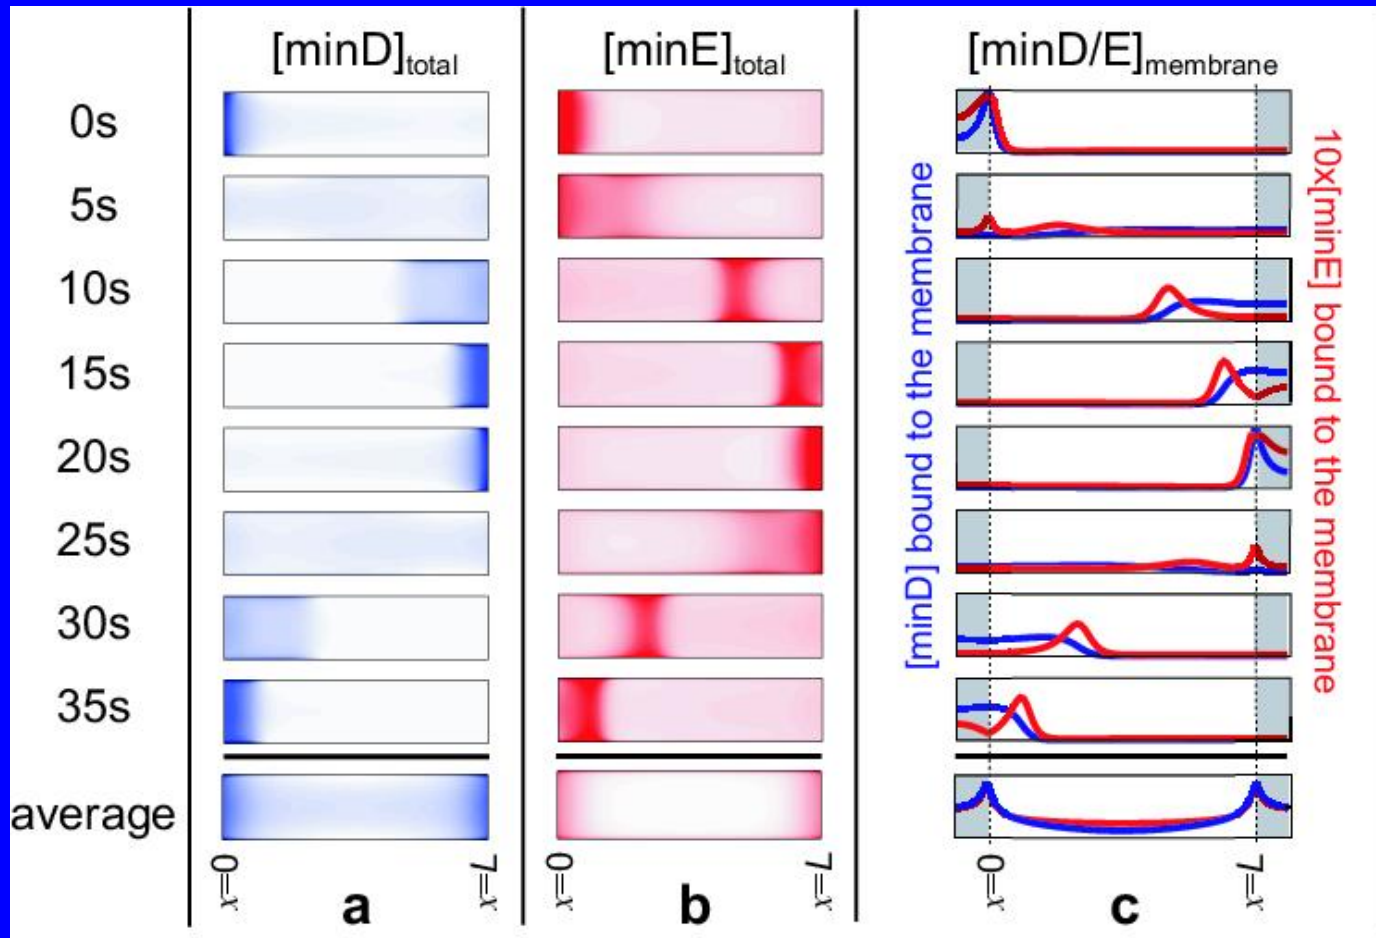 [minD]total
[minE]total
[minD/E]membrane
0s
5s
10s
15s
20s
25s
30s
35s
average
[minD] bound to the membrane
10x[minE] bound to the membrane
x=0
x=L
x=0
x=L
x=0
x=L
a
b
c